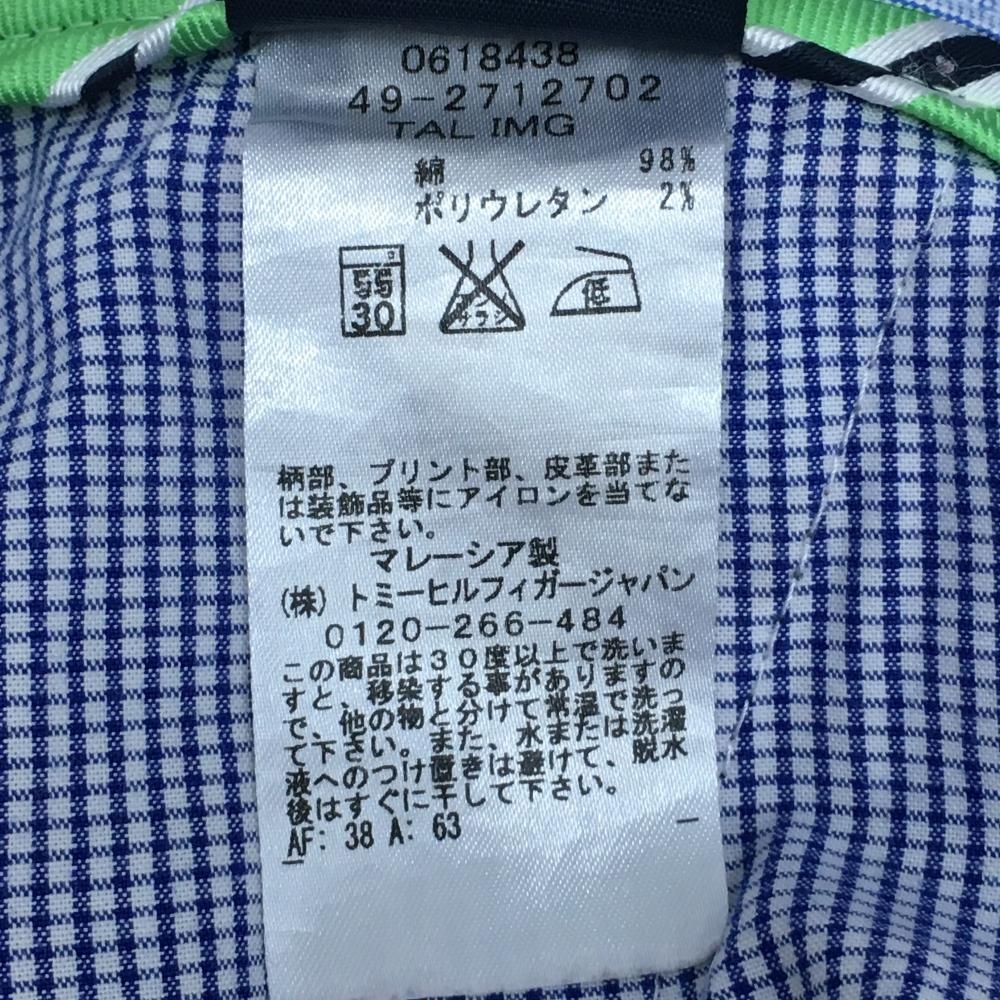 0618438
49-2712702
TAL IMG
綿 98%
ポリウレタン 2%
弱
30
エンソ
サラシ
低
柄部、プリント部、皮革部また
は装飾品等にアイロンを当てな
いで下さい。
マレーシア製
(株)トミーヒルフィガージャパン
0120-266-484
この商品は30度以上で洗いま
すと、移染する事がありますの
で、他の物と分けて常温で洗っ
て下さい。また、水または洗濯
液へのつけ置きは避けて、脱水
後はすぐに干して下さい。
AF: 38 A: 63